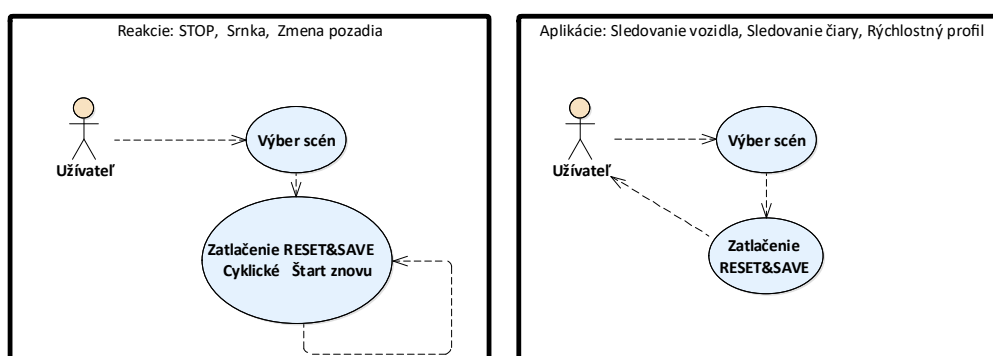 Reakcie: STOP, Srnka, Zmena pozadia
Užívateľ
Výber scén
Zatlačenie RESET&SAVE
Cyklické Štart znovu
Aplikácie: Sledovanie vozidla, Sledovanie čiary, Rýchlostný profil
Užívateľ
Výber scén
Zatlačenie
RESET&SAVE